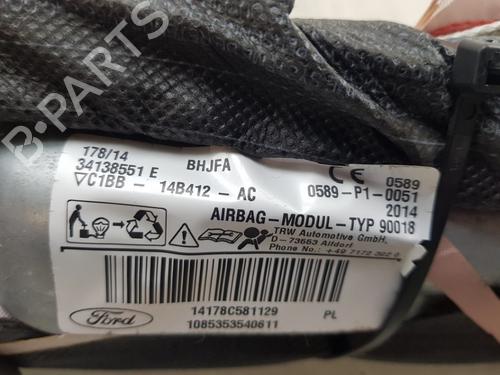 B-PARTS
178/14
34138551 E
BHJFA
CE 0589
C1BB - 14B412 - AC
0589-P1-0051
2014
AIRBAG-MODUL-TYP 90018
TRW Automotive GmbH,
D-73553 Alfdorf
Phone No.: +49 7172 302 0
Ford
14178C581129
PL
1085353540611